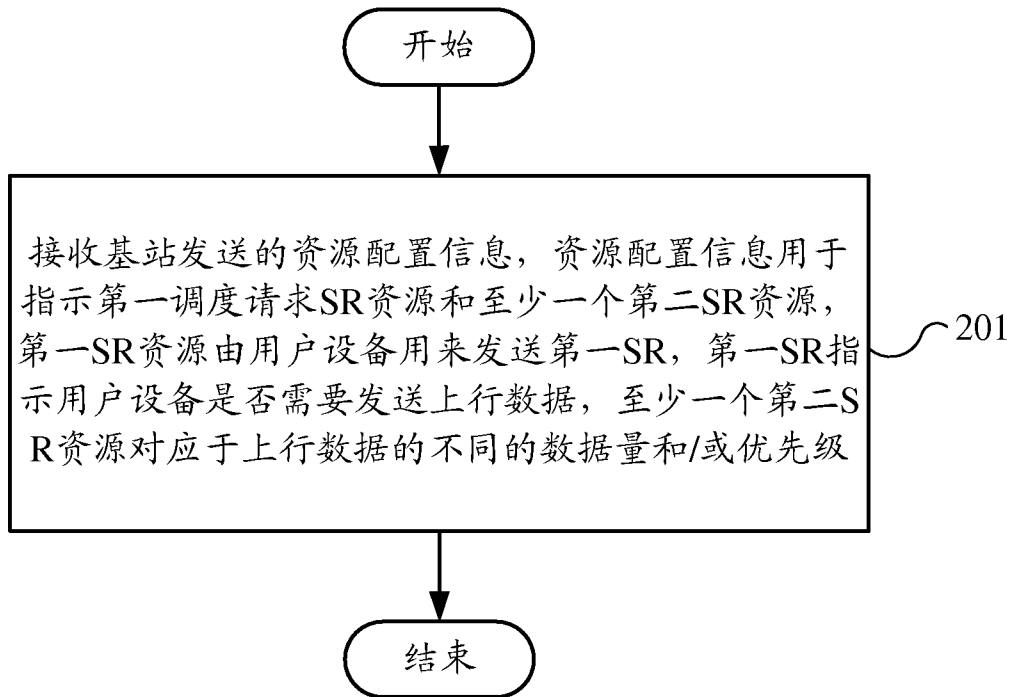 开始
接收基站发送的资源配置信息，资源配置信息用于
指示第一调度请求SR资源和至少一个第二SR资源，
第一SR资源由用户设备用来发送第一SR，第一SR指
示用户设备是否需要发送上行数据，至少一个第二S
R资源对应于上行数据的不同的数据量和/或优先级
201
结束